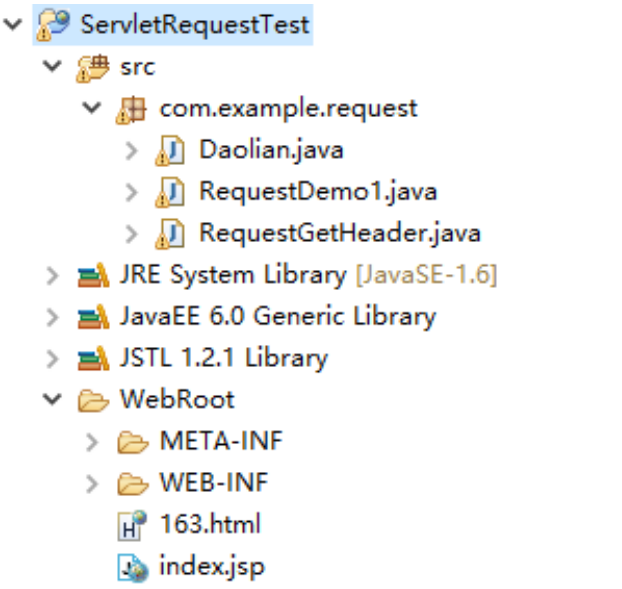 ServletRequestTest
src
com.example.request
Daolian.java
RequestDemo1.java
RequestGetHeader.java
JRE System Library [JavaSE-1.6]
JavaEE 6.0 Generic Library
JSTL 1.2.1 Library
WebRoot
META-INF
WEB-INF
163.html
index.jsp